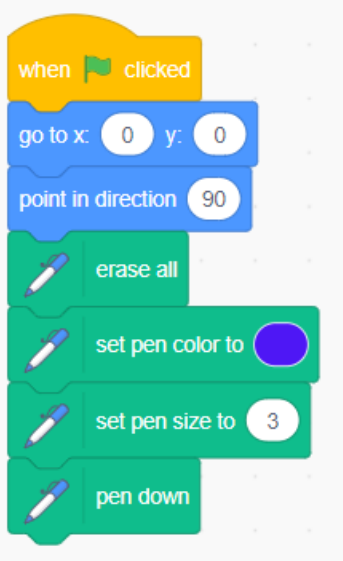 when clicked
go to x: 0 y: 0
point in direction 90
erase all
set pen color to
set pen size to 3
pen down